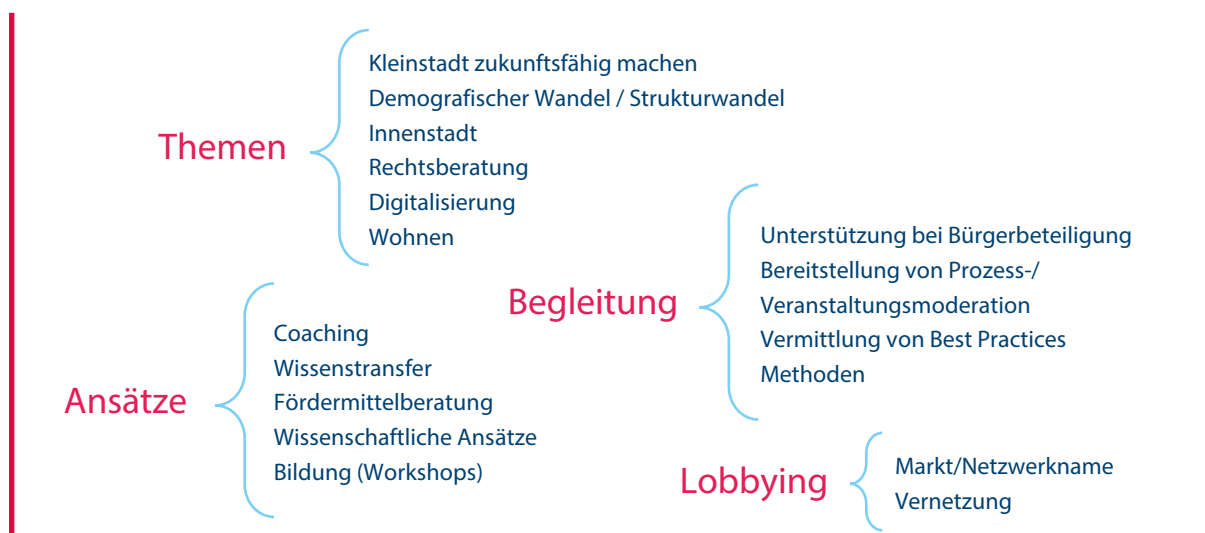 Themen
Kleinstadt zukunftsfähig machen
Demografischer Wandel / Strukturwandel
Innenstadt
Rechtsberatung
Digitalisierung
Wohnen
Begleitung
Unterstützung bei Bürgerbeteiligung
Bereitstellung von Prozess-/
Veranstaltungsmoderation
Vermittlung von Best Practices
Methoden
Ansätze
Coaching
Wissenstransfer
Fördermittelberatung
Wissenschaftliche Ansätze
Bildung (Workshops)
Lobbying
Markt/Netzwerkname
Vernetzung